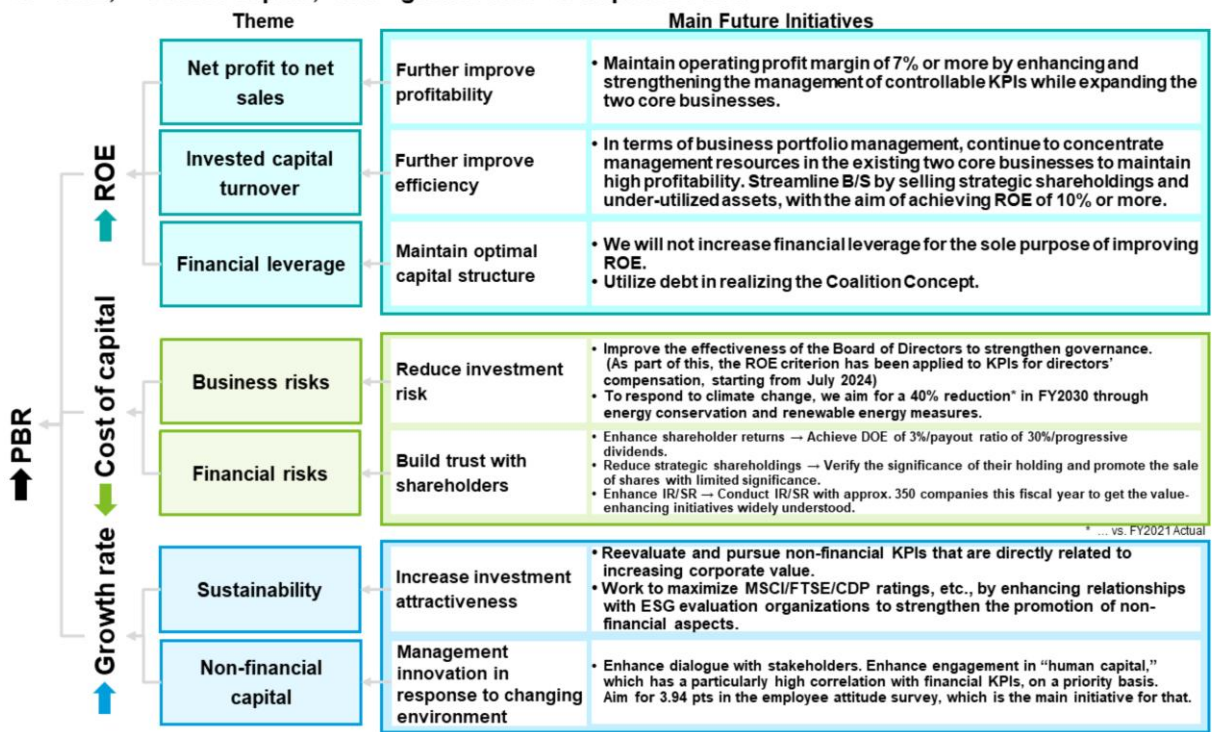 Theme
Main Future Initiatives
PBR
ROE
Net profit to net
sales
Further improve
profitability
• Maintain operating profit margin of 7% or more by enhancing and
strengthening the management of controllable KPIs while expanding the
two core businesses.
Invested capital
turnover
Further improve
efficiency
• In terms of business portfolio management, continue to concentrate
management resources in the existing two core businesses to maintain
high profitability. Streamline B/S by selling strategic shareholdings and
under-utilized assets, with the aim of achieving ROE of 10% or more.
Financial leverage
Maintain optimal
capital structure
• We will not increase financial leverage for the sole purpose of improving
ROE.
• Utilize debt in realizing the Coalition Concept.
Cost of capital
Business risks
Reduce investment
risk
• Improve the effectiveness of the Board of Directors to strengthen governance.
(As part of this, the ROE criterion has been applied to KPIs for directors'
compensation, starting from July 2024)
• To respond to climate change, we aim for a 40% reduction* in FY2030 through
energy conservation and renewable energy measures.
Financial risks
Build trust with
shareholders
• Enhance shareholder returns → Achieve DOE of 3%/payout ratio of 30%/progressive
dividends.
• Reduce strategic shareholdings → Verify the significance of their holding and promote the sale
of shares with limited significance.
• Enhance IR/SR → Conduct IR/SR with approx. 350 companies this fiscal year to get the value-
enhancing initiatives widely understood.
* … vs. FY2021 Actual
Growth rate
Sustainability
Increase investment
attractiveness
• Reevaluate and pursue non-financial KPIs that are directly related to
increasing corporate value.
• Work to maximize MSCI/FTSE/CDP ratings, etc., by enhancing relationships
with ESG evaluation organizations to strengthen the promotion of non-
financial aspects.
Non-financial
capital
Management
innovation in
response to changing
environment
• Enhance dialogue with stakeholders. Enhance engagement in "human capital,"
which has a particularly high correlation with financial KPIs, on a priority basis.
Aim for 3.94 pts in the employee attitude survey, which is the main initiative for that.